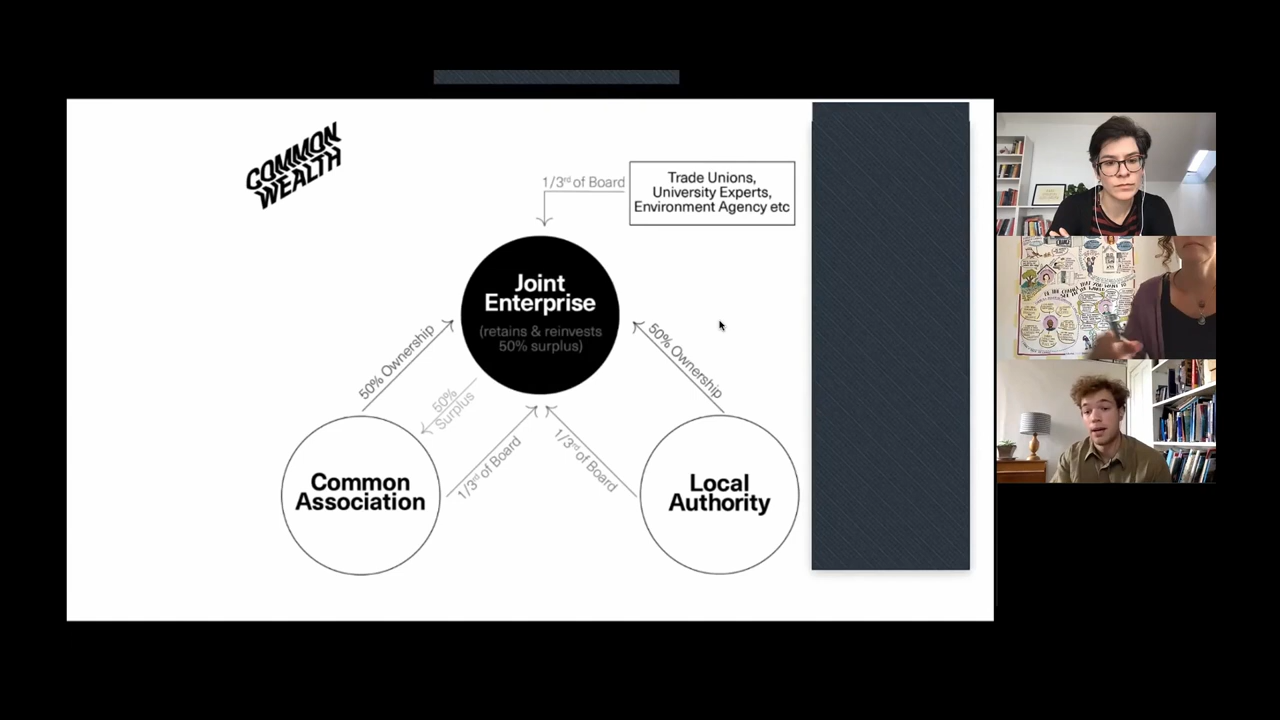 COMMON
WEALTH
1/3rd of Board
Trade Unions,
University Experts,
Environment Agency etc
Joint
Enterprise
(retains & reinvests
50% surplus)
50% Ownership
50% Ownership
50%
Surplus
1/3rd of Board
1/3rd of Board
Common
Association
Local
Authority